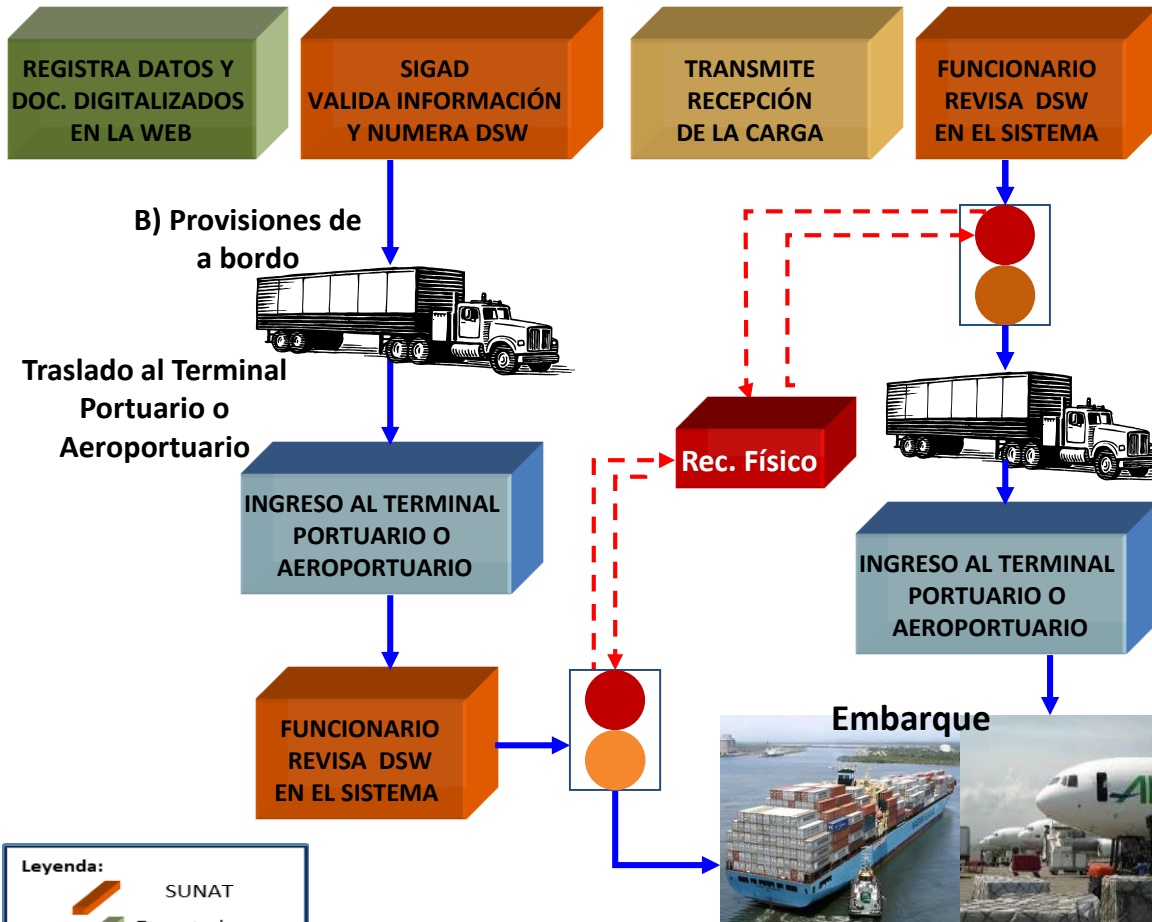 REGISTRA DATOS Y
DOC. DIGITALIZADOS
EN LA WEB
SIGAD
VALIDA INFORMACIÓN
Y NUMERA DSW
TRANSMITE
RECEPCIÓN
DE LA CARGA
FUNCIONARIO
REVISA DSW
EN EL SISTEMA
B) Provisiones de
a bordo
Traslado al Terminal
Portuario o
Aeroportuario
Rec. Físico
INGRESO AL TERMINAL
PORTUARIO O
AEROPORTUARIO
INGRESO AL TERMINAL
PORTUARIO O
AEROPORTUARIO
FUNCIONARIO
REVISA DSW
EN EL SISTEMA
Embarque
Leyenda:
SUNAT